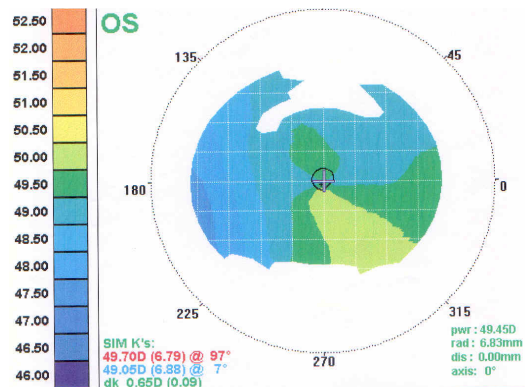 OS
52.50
52.00
51.50
51.00
50.50
50.00
49.50
49.00
48.50
48.00
47.50
47.00
46.50
46.00
135
45
180
0
225
315
270
SIM K's:
49.70D (6.79) @ 97°
49.05D (6.88) @ 7°
dk 0.65D (0.09)
pwr : 49.45D
rad : 6.83mm
dis : 0.00mm
axis: 0°